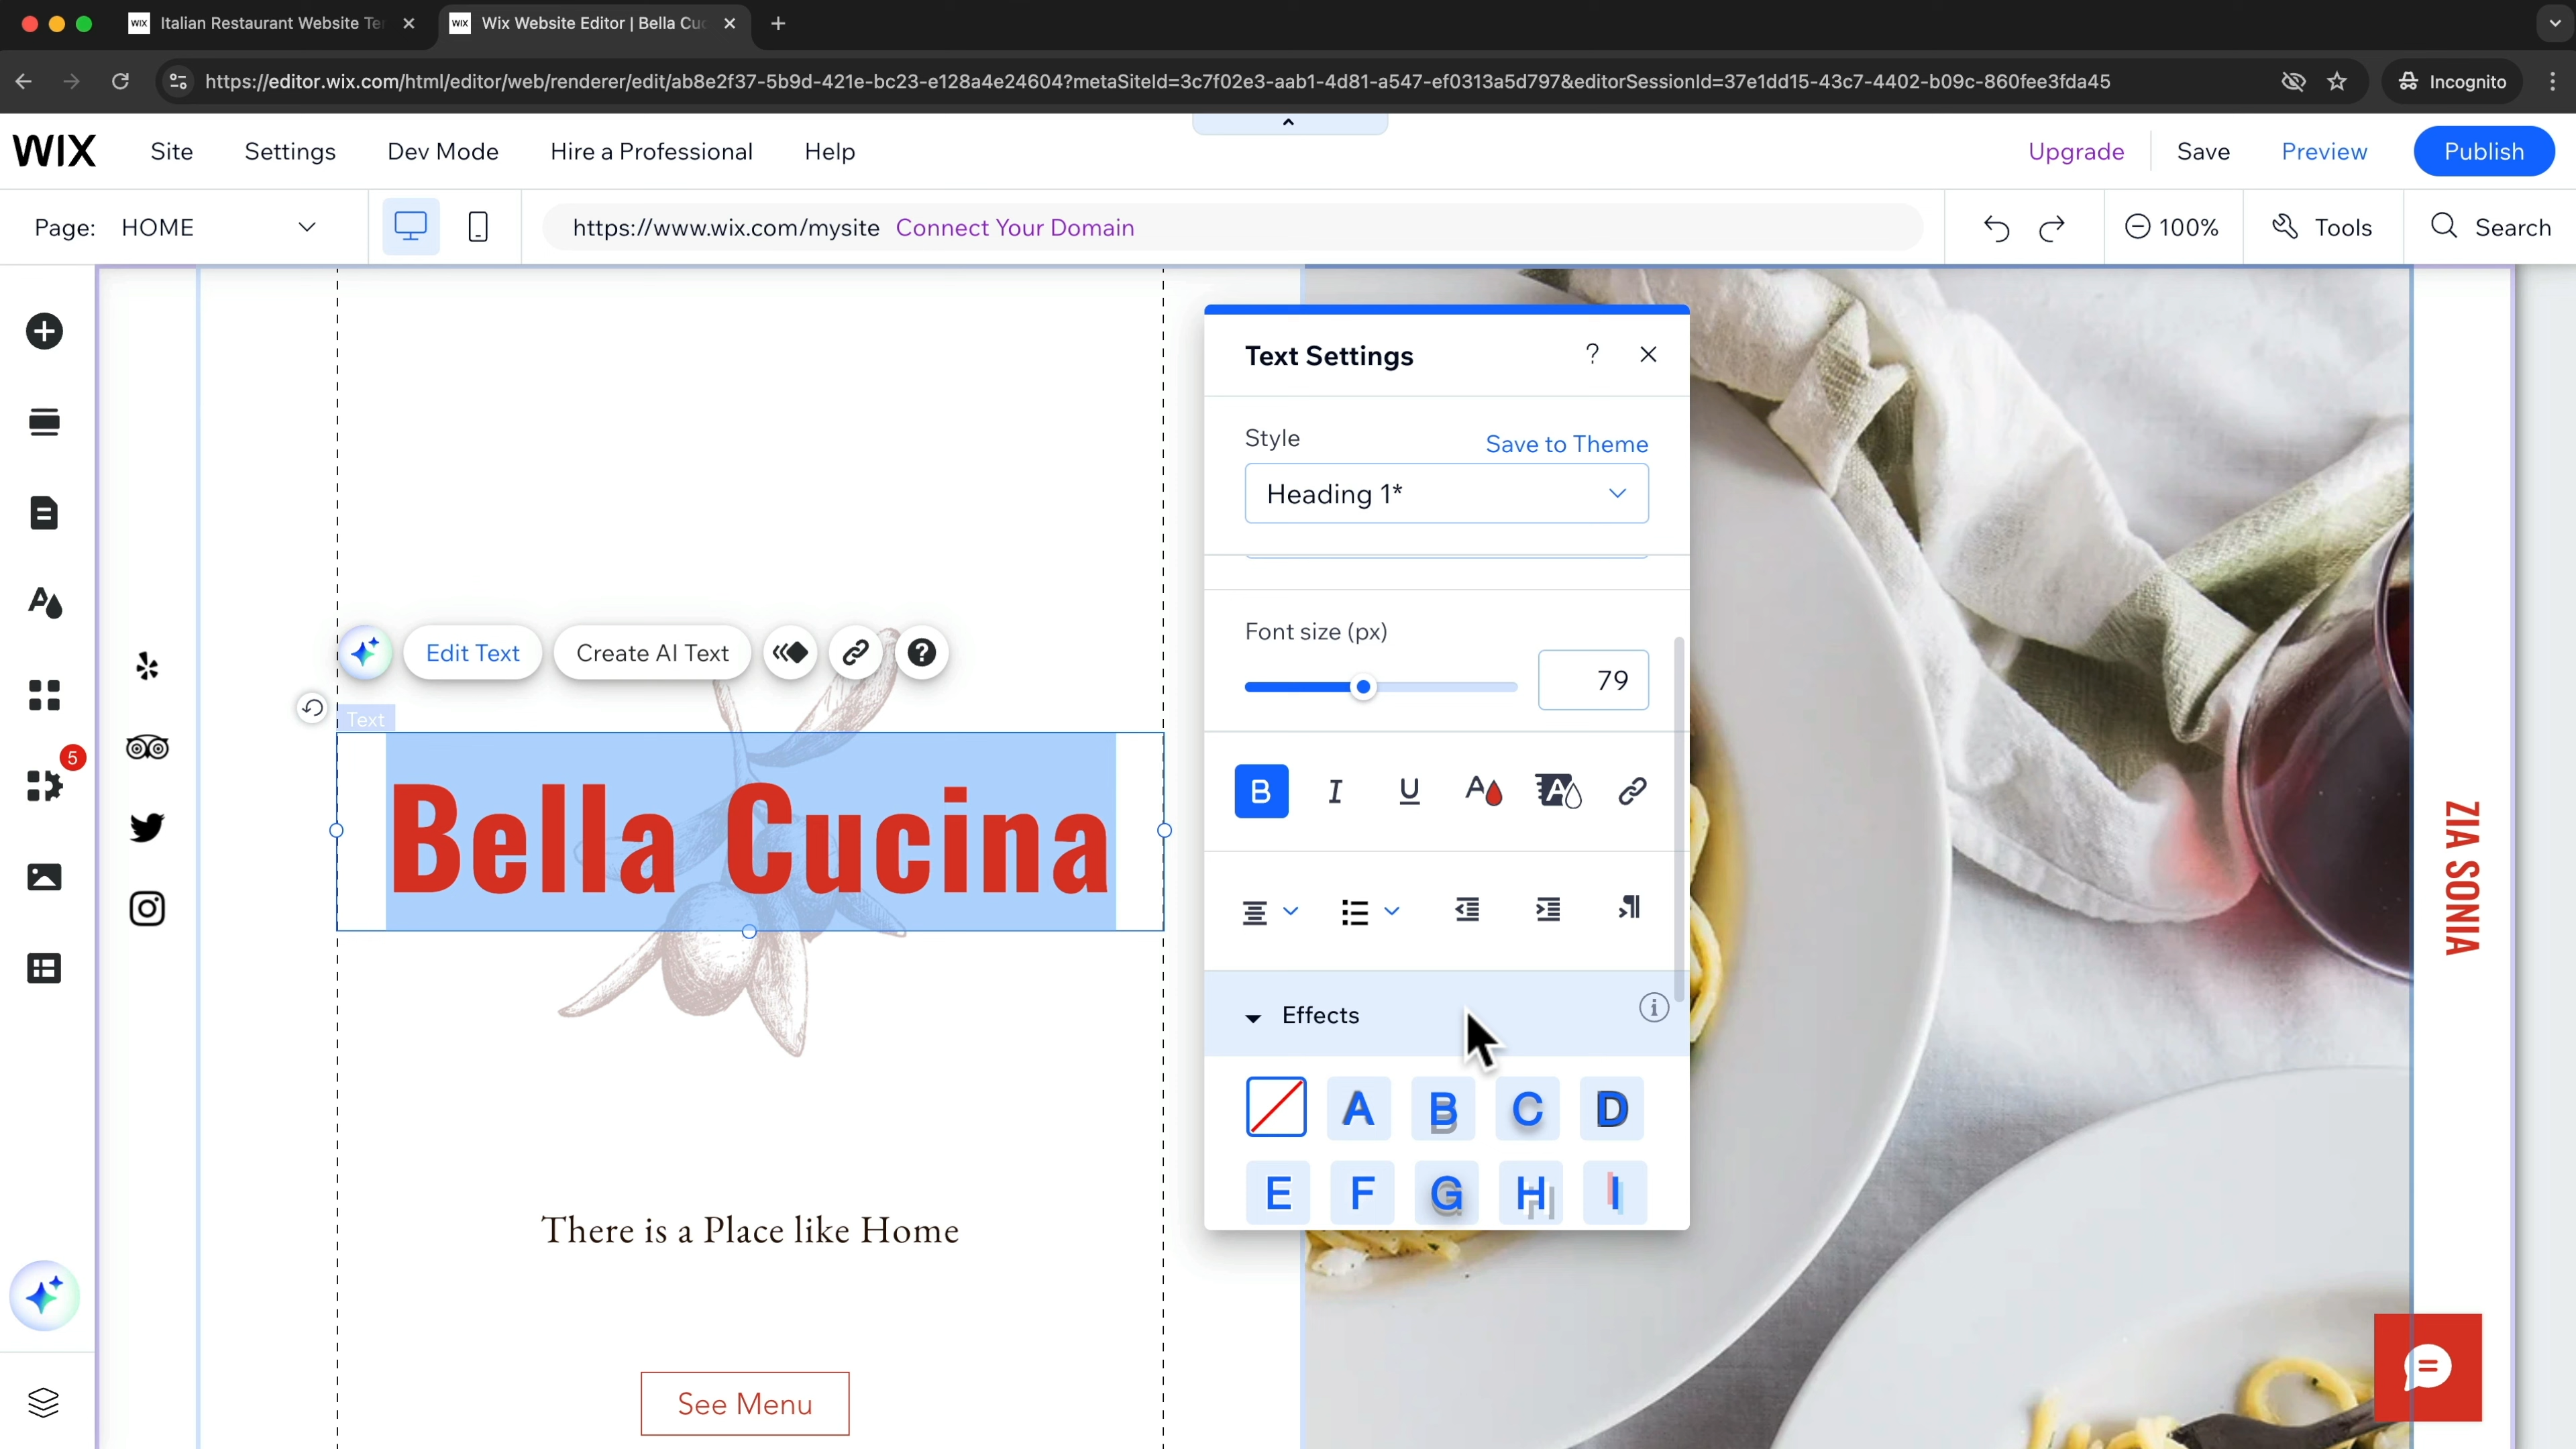 WIX Italian Restaurant Website Ter
WIX Wix Website Editor | Bella Cu
https://editor.wix.com/html/editor/web/renderer/edit/ab8e2f37-5b9d-421e-bc23-e128a4e24604?metaSiteId=3c7f02e3-aab1-4d81-a547-ef0313a5d797&editorSessionId=37e1dd15-43c7-4402-b09c-860fee3fda45
Incognito
WIX Site Settings Dev Mode Hire a Professional Help
Upgrade Save Preview Publish
Page: HOME
https://www.wix.com/mysite Connect Your Domain
100% Tools Search
5
Edit Text Create AI Text
Text
Bella Cucina
There is a Place like Home
See Menu
Text Settings ?
Style Save to Theme
Heading 1*
Font size (px)
79
B I U A A
Effects
A B C D
E F G H I
ZIA SONIA